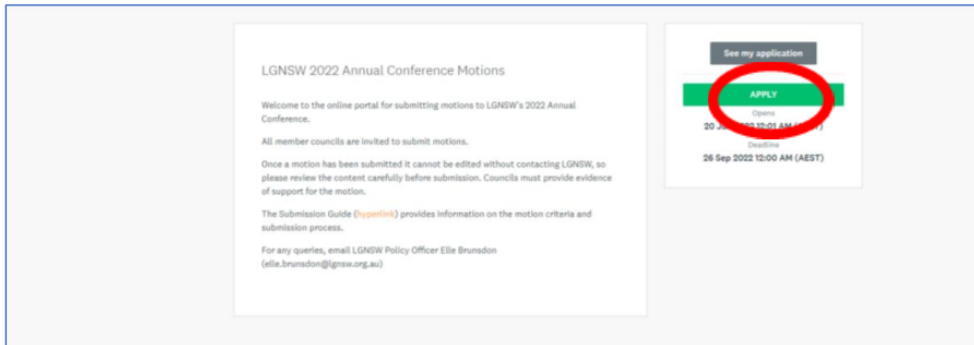 LGNSW 2022 Annual Conference Motions
Welcome to the online portal for submitting motions to LGNSW's 2022 Annual
Conference.
All member councils are invited to submit motions.
Once a motion has been submitted it cannot be edited without contacting LGNSW, so
please review the content carefully before submission. Councils must provide evidence
of support for the motion.
The Submission Guide (hyperlink) provides information on the motion criteria and
submission process.
For any queries, email LGNSW Policy Officer Elle Brunsdon
(elle.brunsdon@lgnsw.org.au)
See my application
APPLY
Opens
20 2022 12:01 AM
Deadline
26 Sep 2022 12:00 AM (AEST)